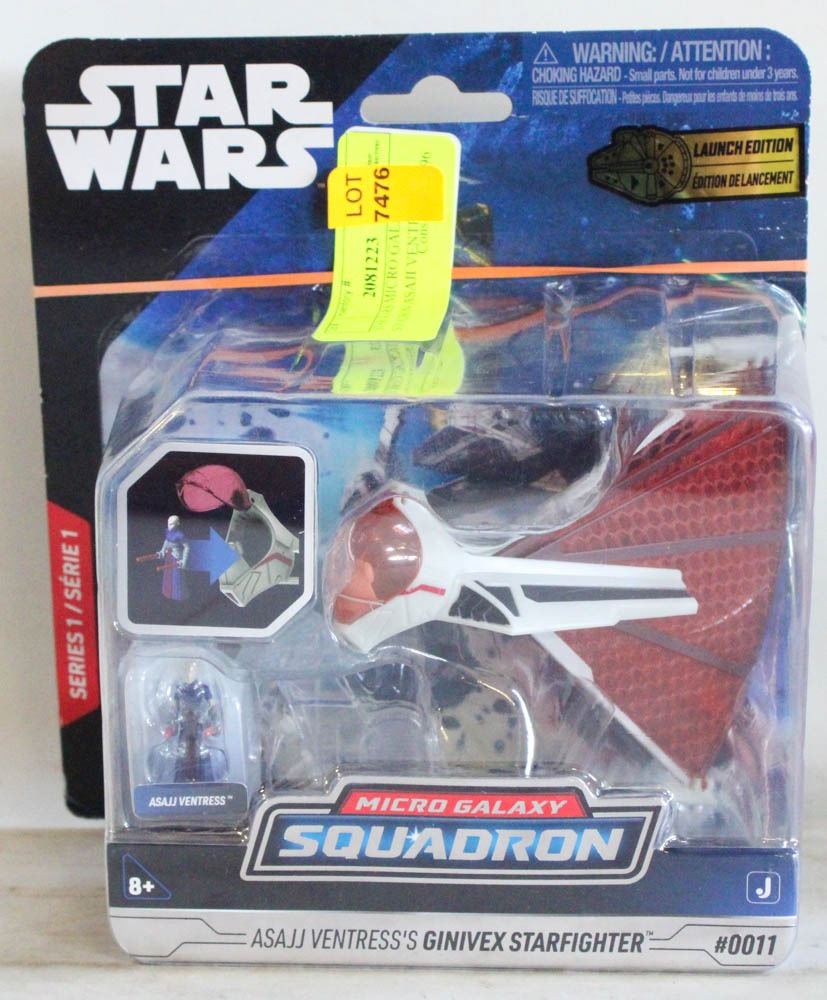 STAR
WARS
WARNING: / ATTENTION :
CHOKING HAZARD - Small parts. Not for children under 3 years.
RISQUE DE SUFFOCATION - Petites pièces. Dangereux pour les enfants de moins de trois ans.
LAUNCH EDITION
ÉDITION DE LANCEMENT
LOT
7476
2081223
SERIES 1 / SÉRIE 1
ASAJJ VENTRESS™
MICRO GALAXY
SQUADRON
8+
J
ASAJJ VENTRESS'S GINIVEX STARFIGHTER™
#0011